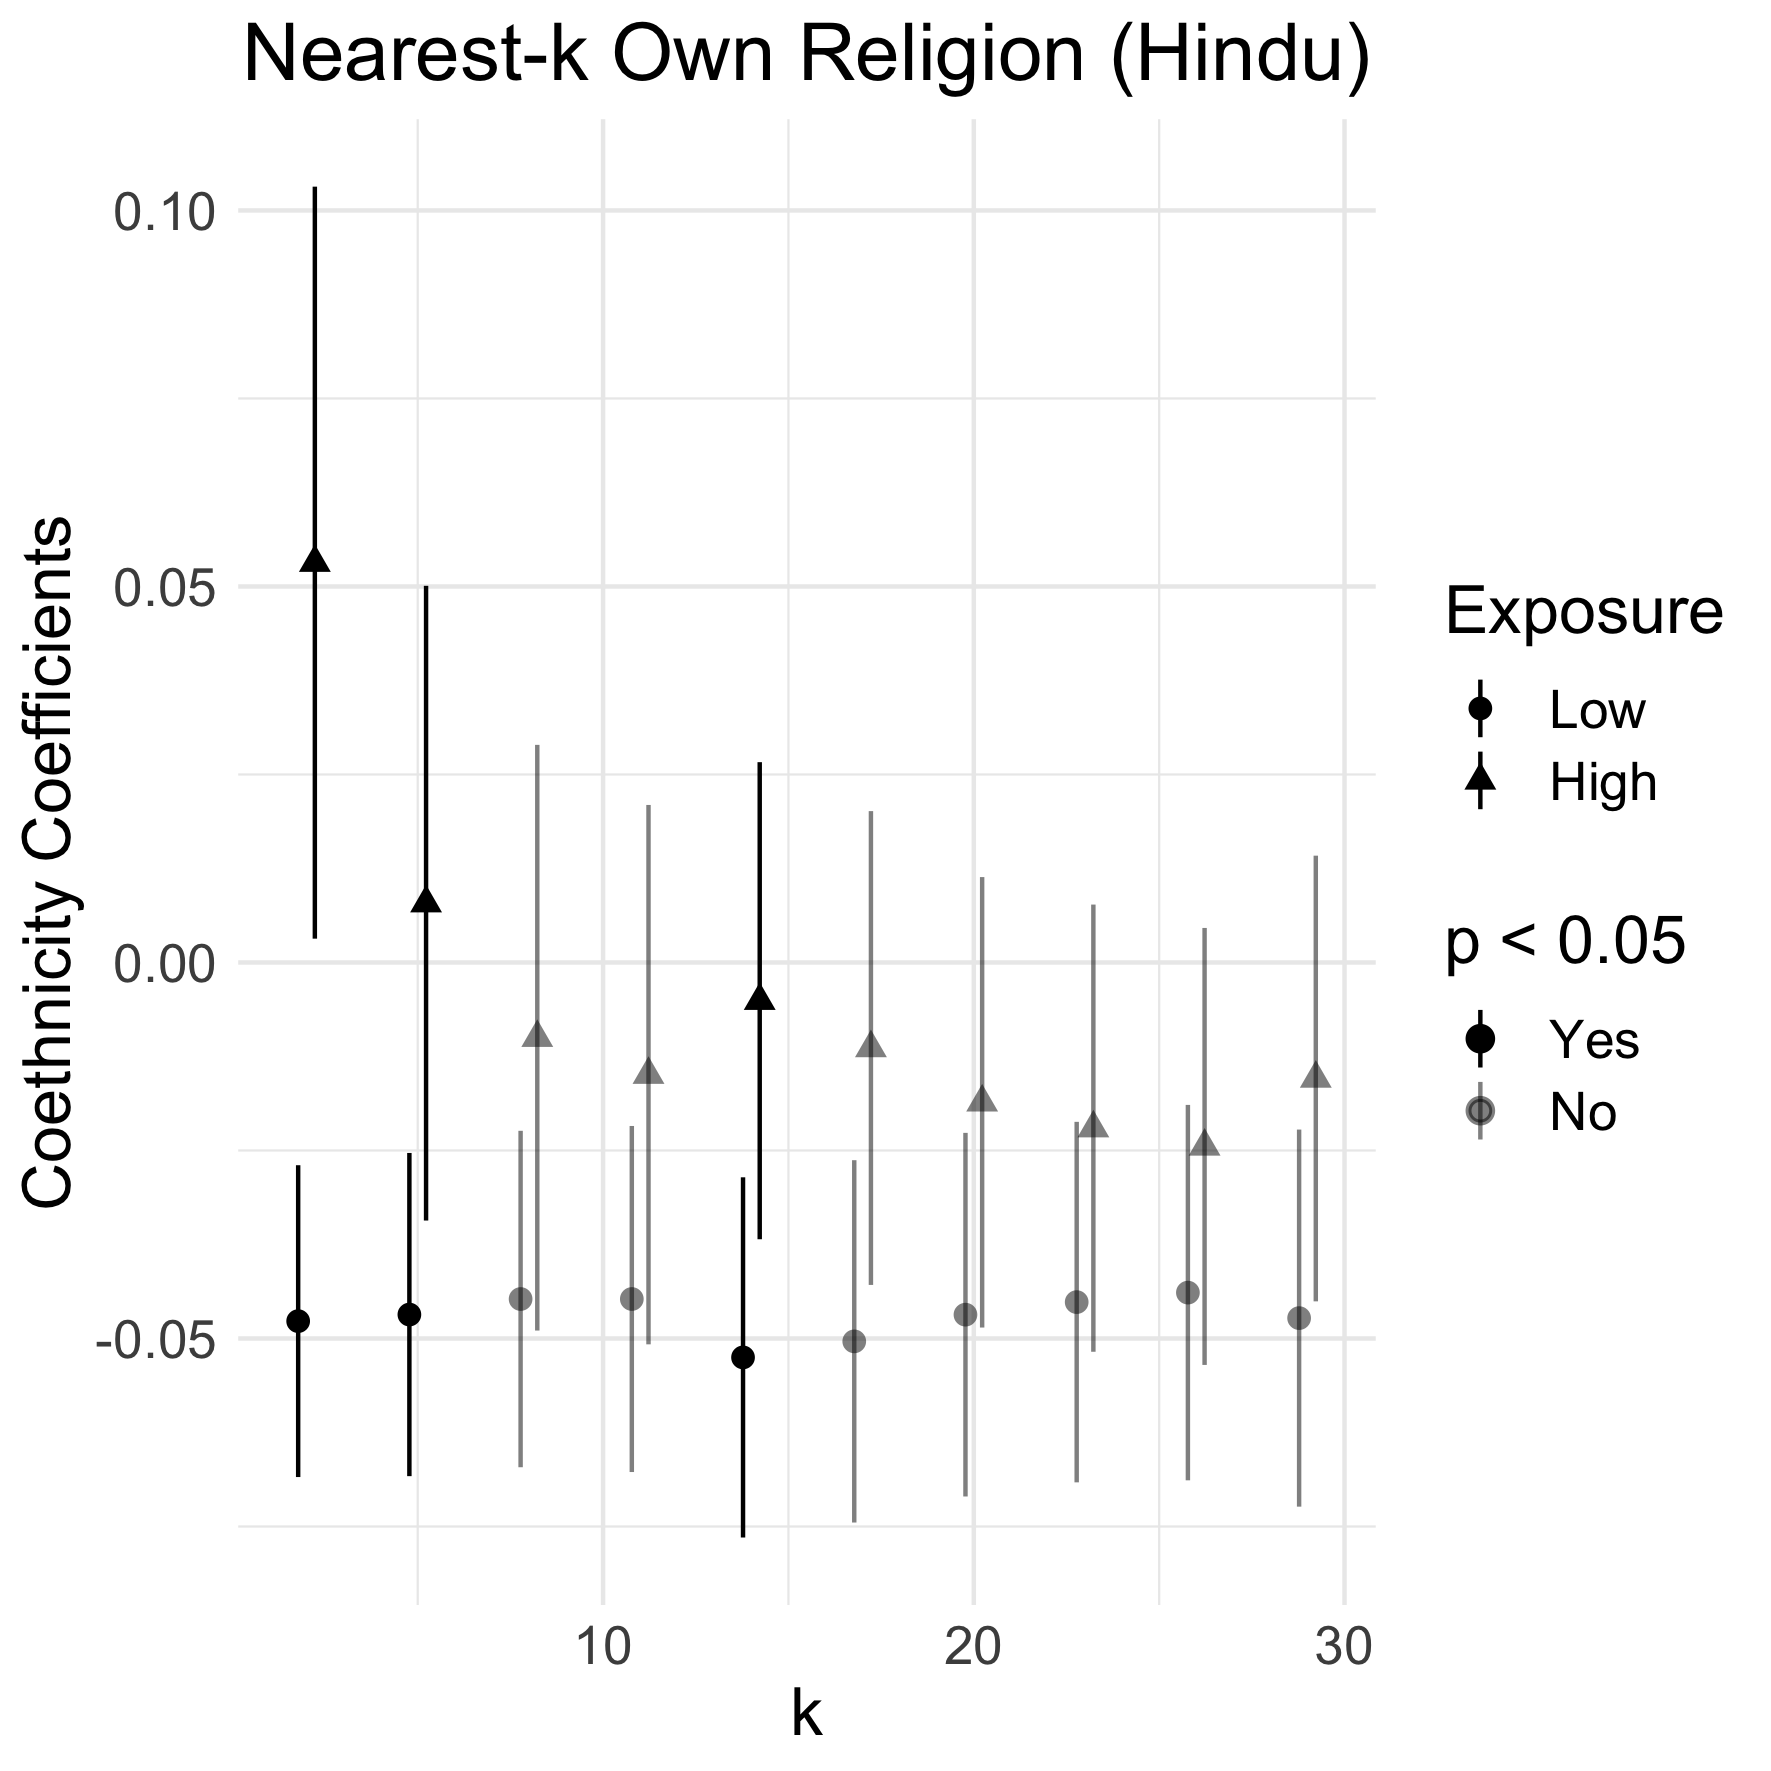 Nearest-k Own Religion (Hindu)
Coethnicity Coefficients
0.10
0.05
0.00
-0.05
10 20 30
k
Exposure
Low
High
p < 0.05
Yes
No